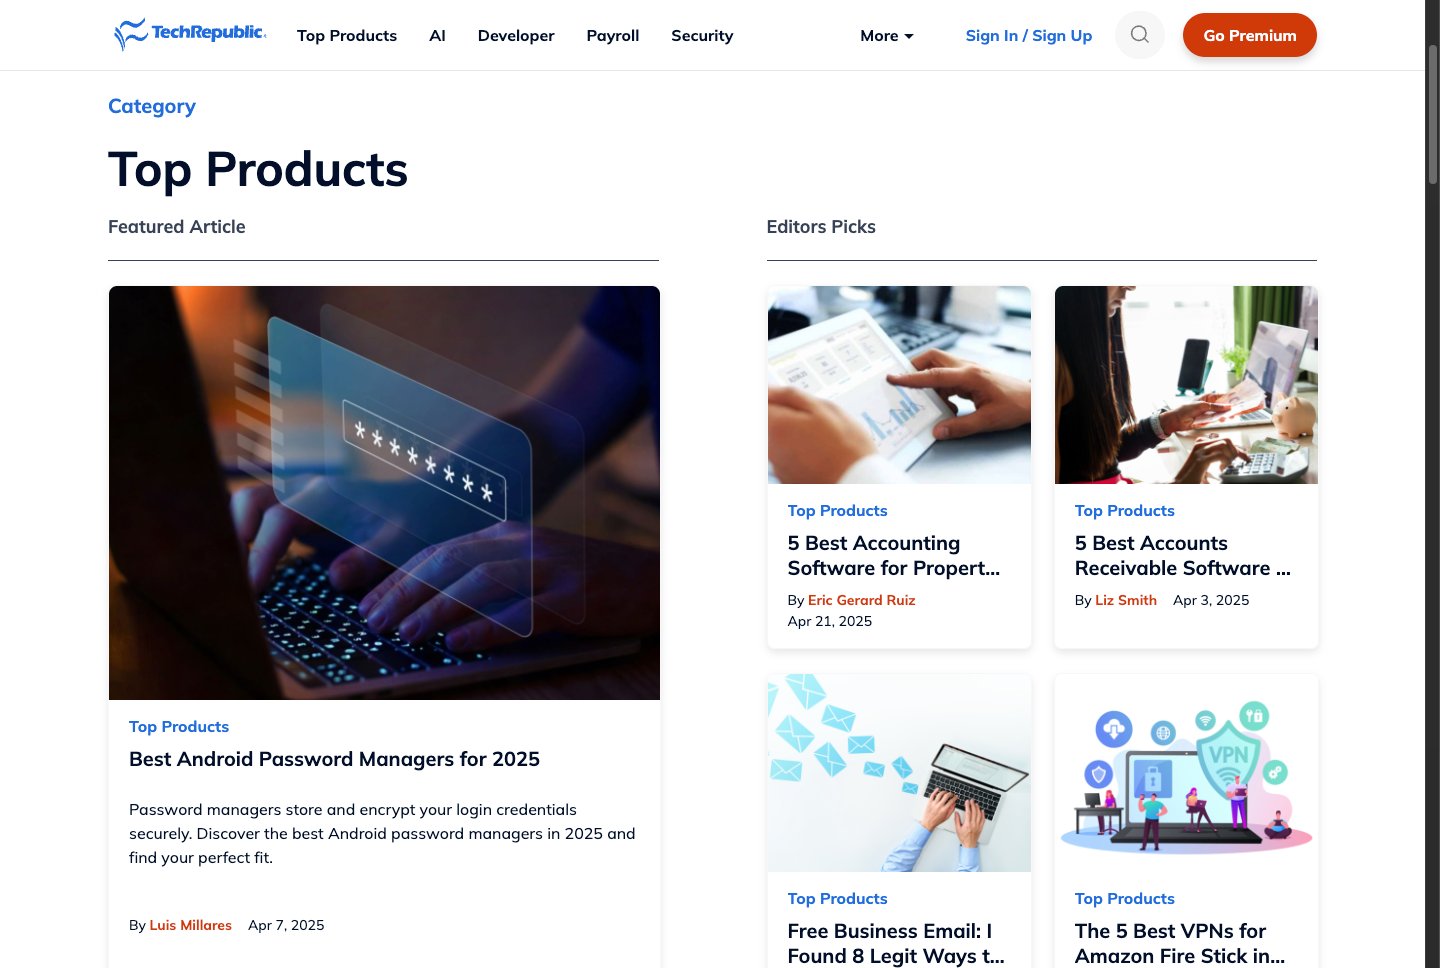 TechRepublic.
Top Products
AI
Developer
Payroll
Security
More
Sign In / Sign Up
Go Premium
Category
Top Products
Featured Article
* * * * * * * *
Top Products
Best Android Password Managers for 2025
Password managers store and encrypt your login credentials
securely. Discover the best Android password managers in 2025 and
find your perfect fit.
By Luis Millares Apr 7, 2025
Editors Picks
Top Products
5 Best Accounting
Software for Propert...
By Eric Gerard Ruiz
Apr 21, 2025
Top Products
5 Best Accounts
Receivable Software ...
By Liz Smith Apr 3, 2025
Top Products
Free Business Email: I
Found 8 Legit Ways t...
VPN
Top Products
The 5 Best VPNs for
Amazon Fire Stick in...